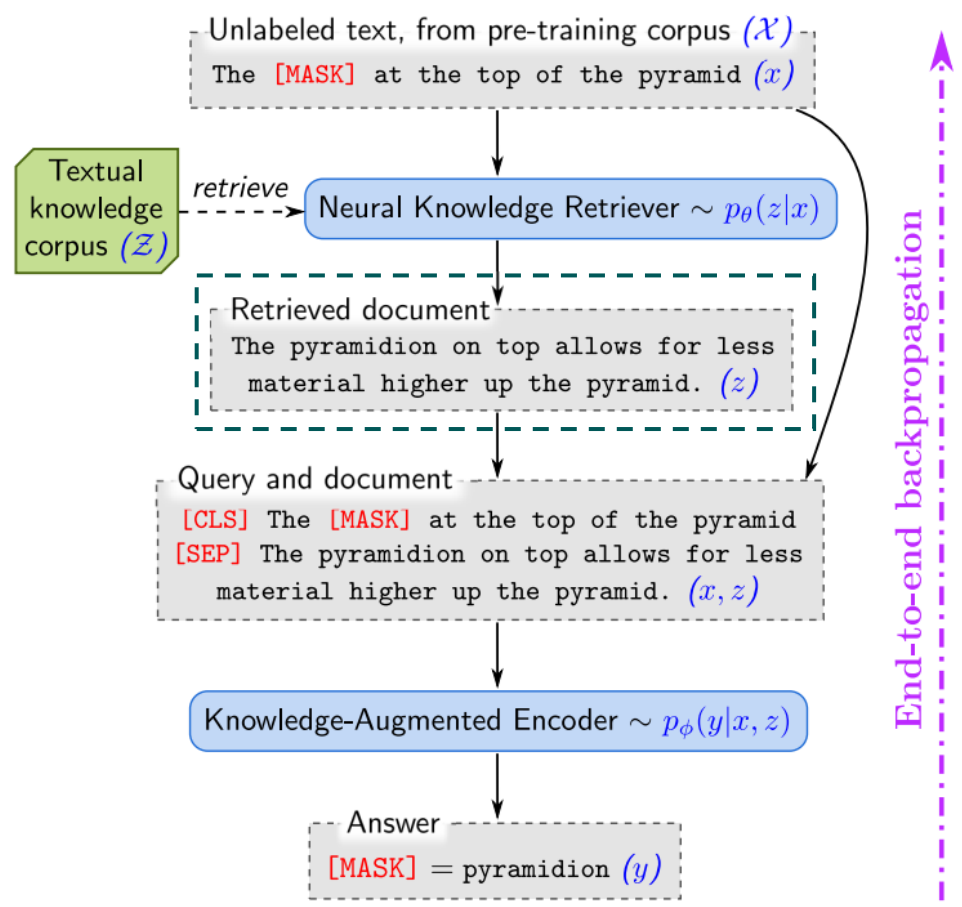 Unlabeled text, from pre-training corpus (𝒳)
The [MASK] at the top of the pyramid (x)
Textual
knowledge
corpus (𝒵)
retrieve
Neural Knowledge Retriever ∼ pθ(z|x)
Retrieved document
The pyramidion on top allows for less
material higher up the pyramid. (z)
Query and document
[CLS] The [MASK] at the top of the pyramid
[SEP] The pyramidion on top allows for less
material higher up the pyramid. (x, z)
Knowledge-Augmented Encoder ∼ pϕ(y|x, z)
Answer
[MASK] = pyramidion (y)
End-to-end backpropagation